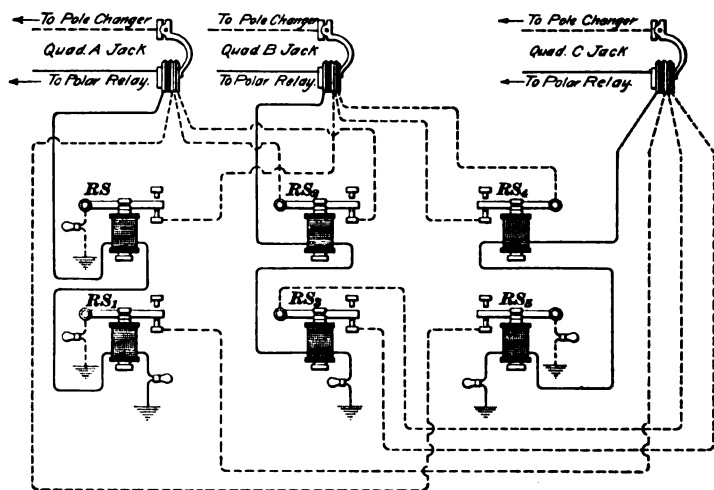 To Pole Changer
Quad. A Jack
To Polar Relay.
To Pole Changer
Quad. B Jack
To Polar Relay.
To Pole Changer
Quad. C Jack
To Polar Relay.
RS
RS₂
RS₄
RS₁
RS₃
RS₅